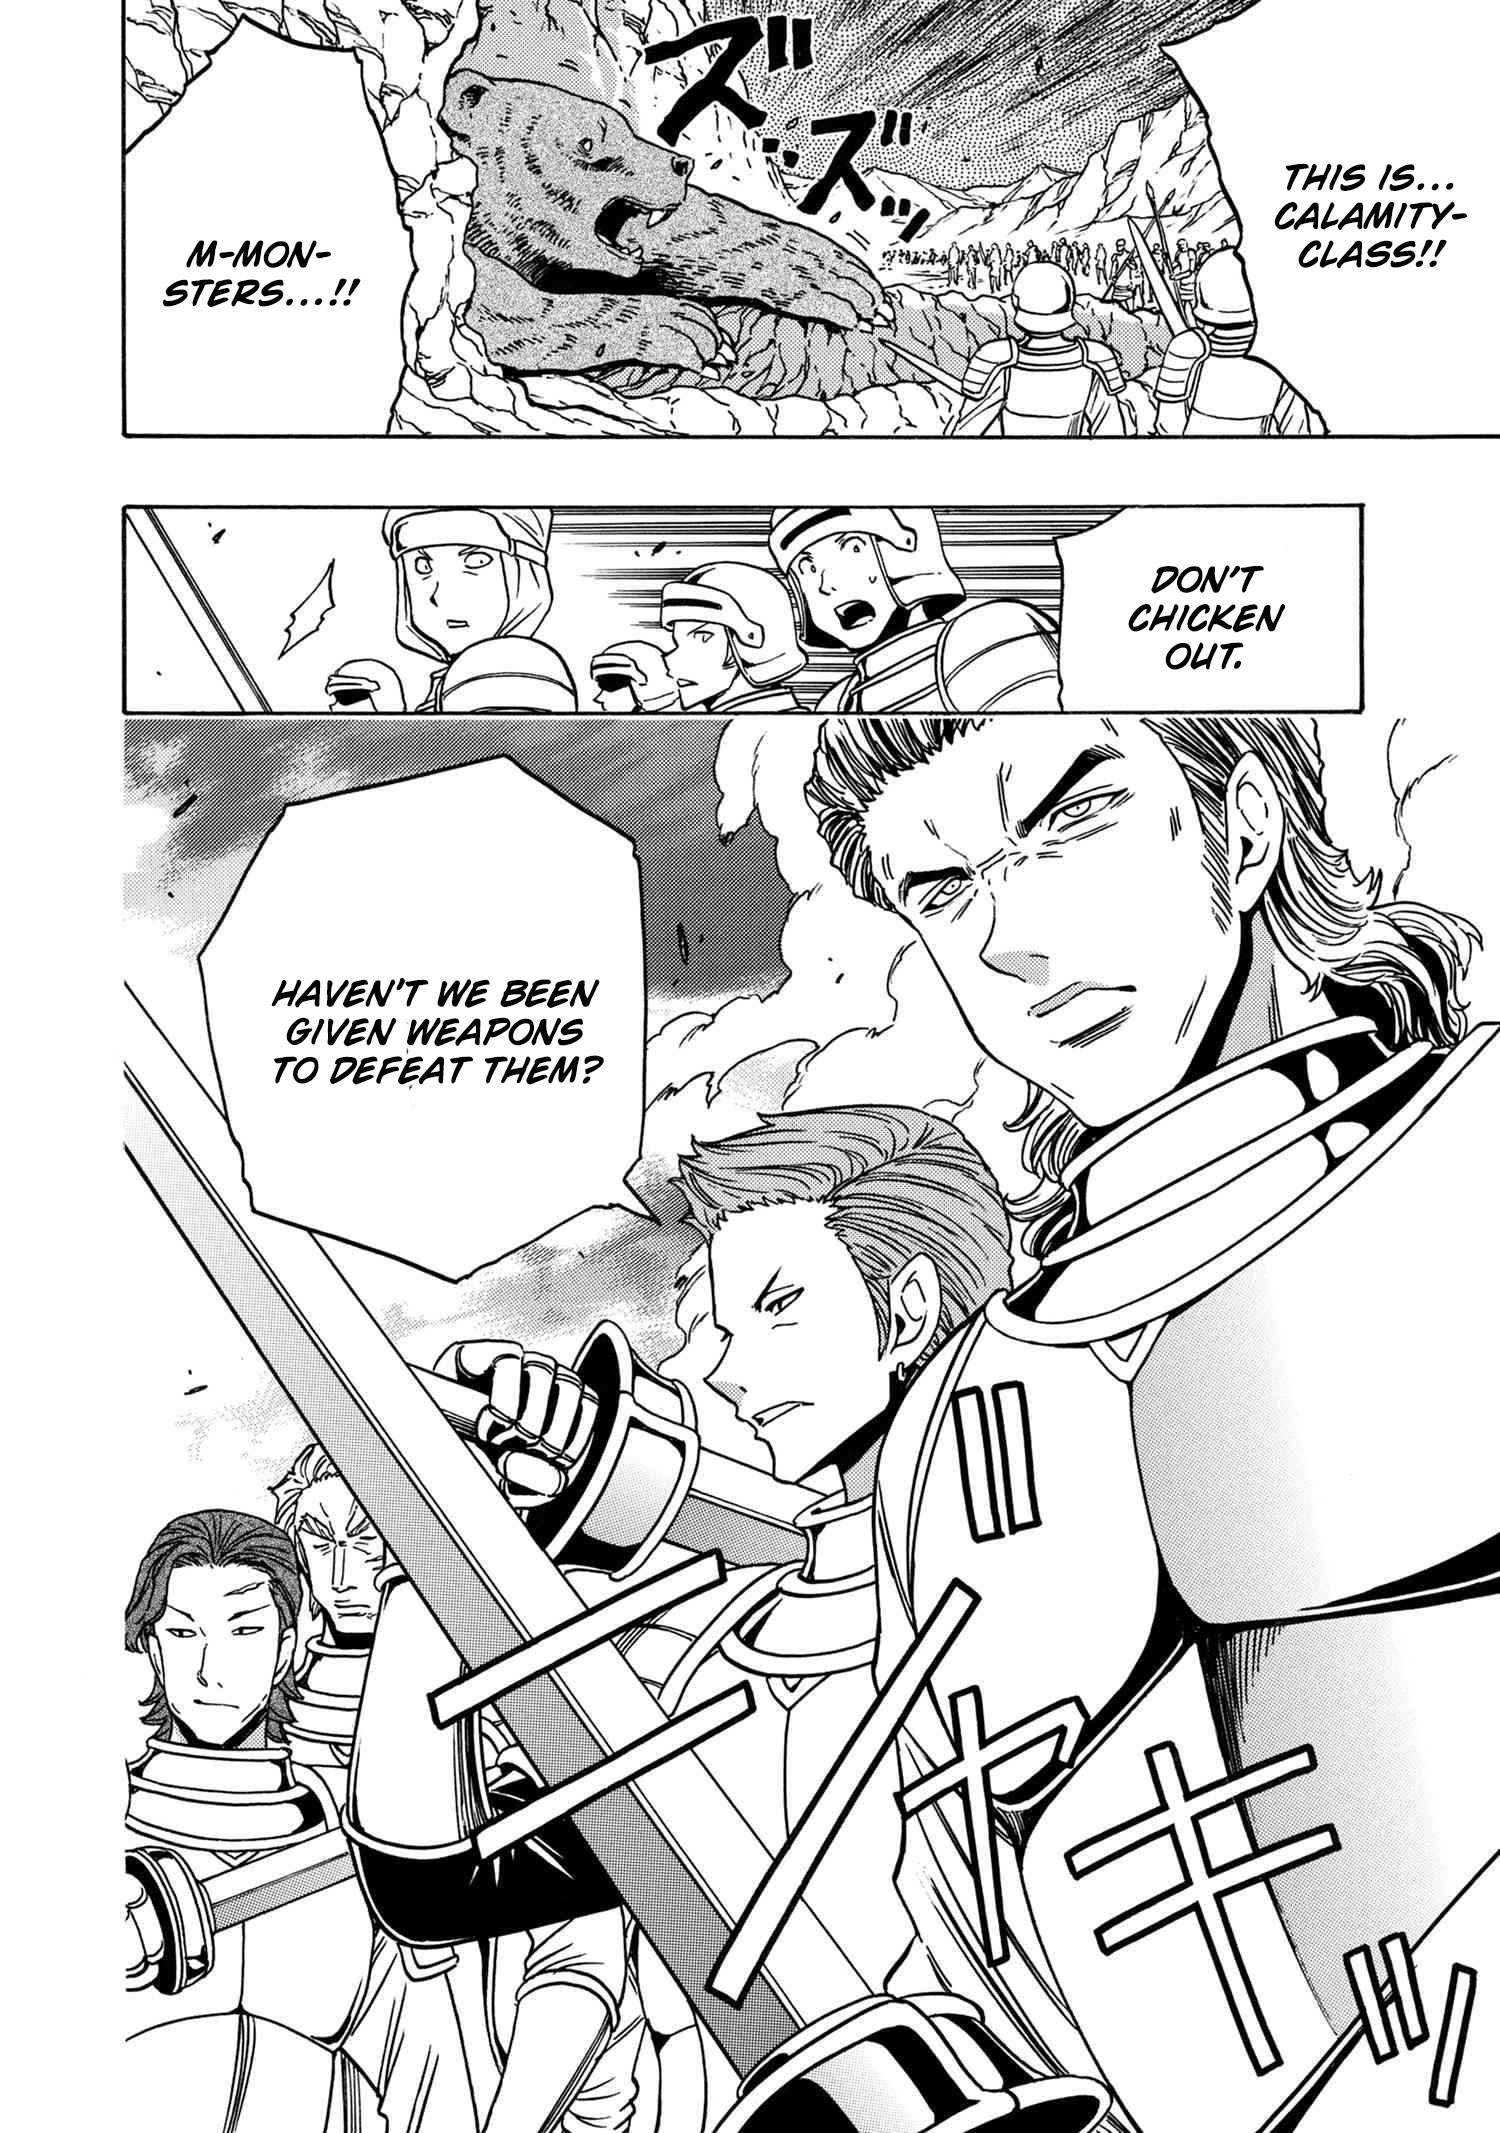 THIS IS...
CALAMITY-
CLASS!!
ズズズッ
M-MON-
STERS...!!
DON'T
CHICKEN
OUT.
HAVEN'T WE BEEN
GIVEN WEAPONS
TO DEFEAT THEM?
ジャキッ